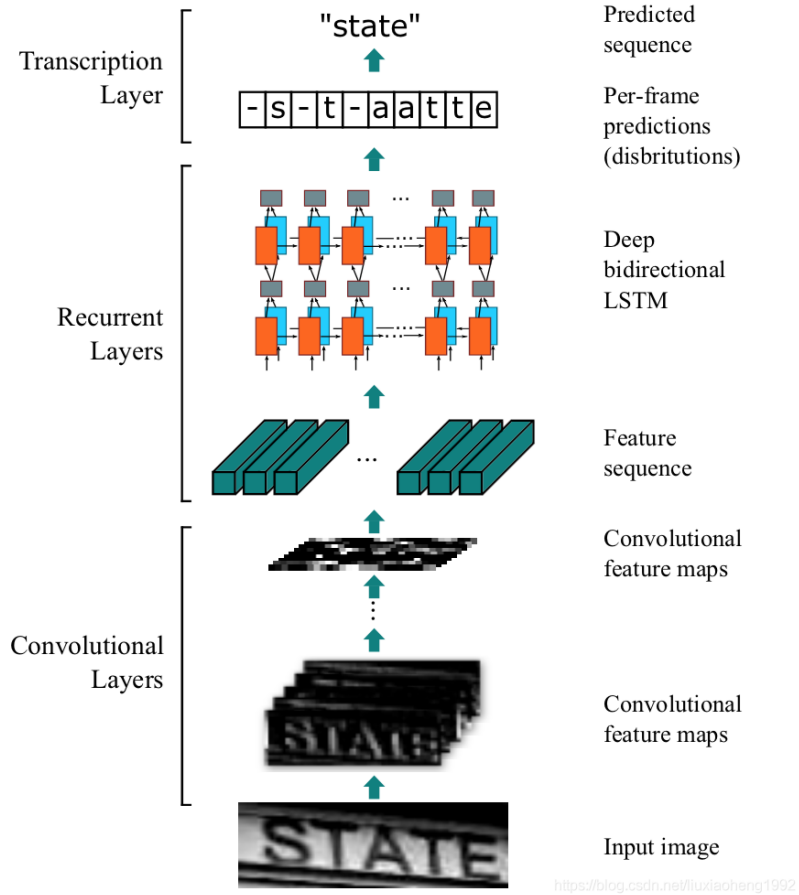 "state"
Predicted
sequence
Transcription
Layer
-s-t-aatte
Per-frame
predictions
(disbritutions)
...
...
Deep
bidirectional
LSTM
...
...
Recurrent
Layers
...
Feature
sequence
Convolutional
feature maps
...
Convolutional
Layers
STATE
Convolutional
feature maps
STATE
Input image
https://blog.csdn.net/liuxiaoheng1992